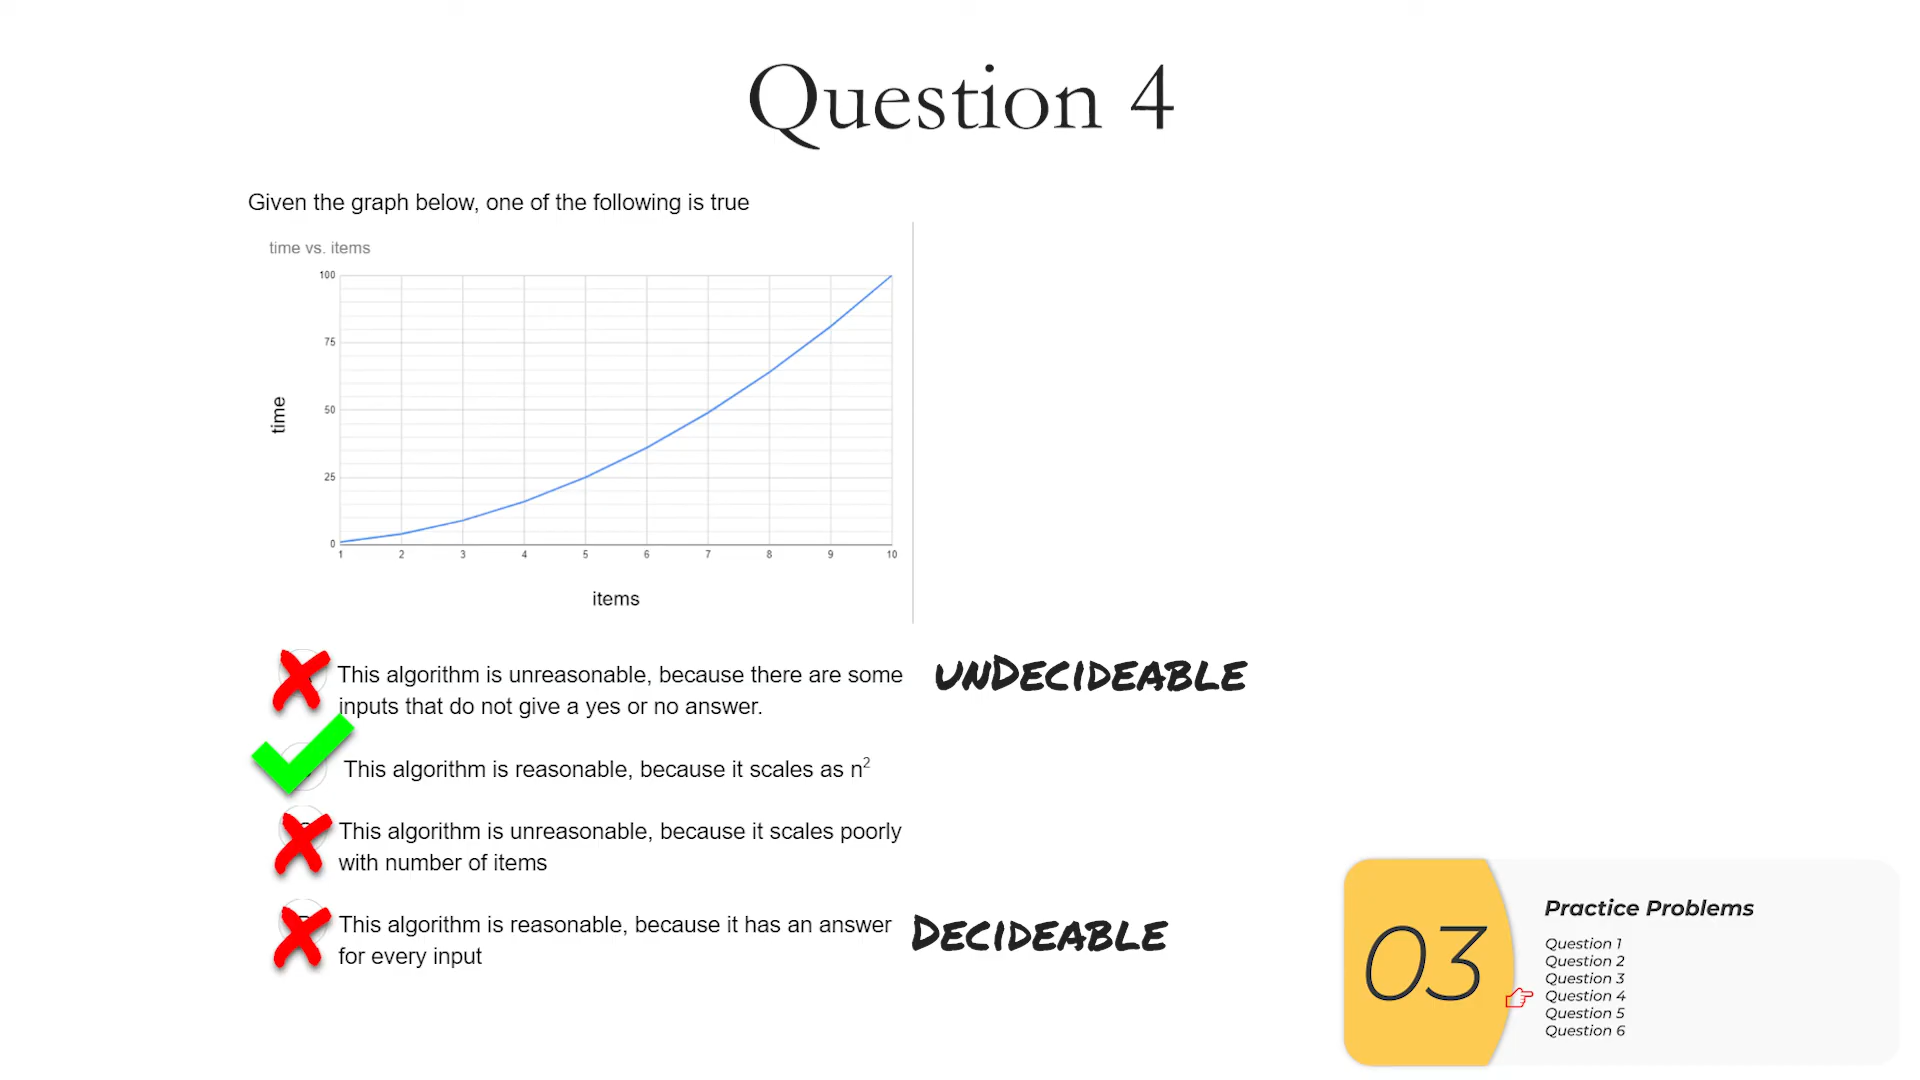 Question 4
Given the graph below, one of the following is true
time vs. items
100
75
50
25
0
time
1 2 3 4 5 6 7 8 9 10
items
This algorithm is unreasonable, because there are some
inputs that do not give a yes or no answer.
UNDECIDEABLE
This algorithm is reasonable, because it scales as n²
This algorithm is unreasonable, because it scales poorly
with number of items
This algorithm is reasonable, because it has an answer
for every input
DECIDEABLE
03
Practice Problems
Question 1
Question 2
Question 3
Question 4
Question 5
Question 6